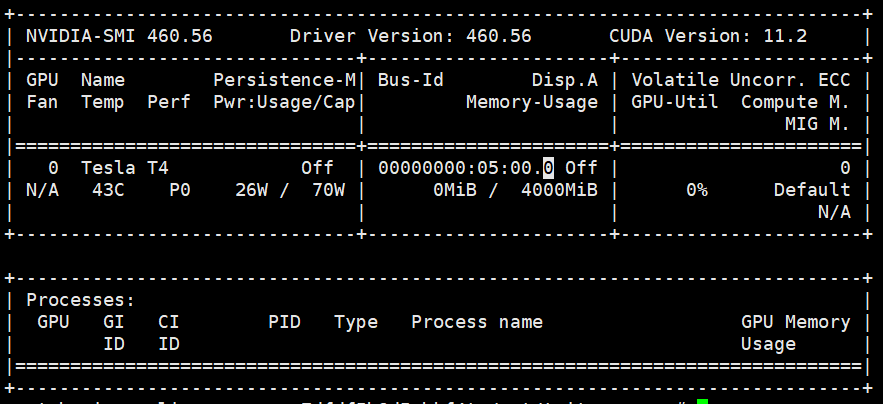 NVIDIA-SMI 460.56 Driver Version: 460.56 CUDA Version: 11.2
GPU Name Persistence-M| Bus-Id Disp.A | Volatile Uncorr. ECC
Fan Temp Perf Pwr:Usage/Cap| Memory-Usage | GPU-Util Compute M.
MIG M.
0 Tesla T4 Off | 00000000:05:00.0 Off | 0
N/A 43C P0 26W / 70W | 0MiB / 4000MiB | 0% Default
N/A
Processes:
GPU GI CI PID Type Process name GPU Memory
ID ID Usage